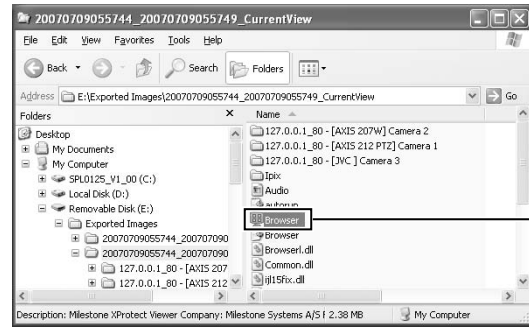 20070709055744_20070709055749_CurrentView
File Edit View Favorites Tools Help
Back Search Folders
Address E:\Exported Images\20070709055744_20070709055749_CurrentView Go
Folders X
Desktop
My Documents
My Computer
SPL0125_V1_00 (C:)
Local Disk (D:)
Removable Disk (E:)
Exported Images
20070709055744_200707090
20070709055744_200707090
127.0.0.1_80 - [AXIS 207
127.0.0.1_80 - [AXIS 212
Name
127.0.0.1_80 - [AXIS 207W] Camera 2
127.0.0.1_80 - [AXIS 212 PTZ] Camera 1
127.0.0.1_80 - [JVC ] Camera 3
Ipix
Audio
autorun
Browser
Browser
Browserl.dll
Common.dll
ijl15fix.dll
Description: Milestone XProtect Viewer Company: Milestone Systems A/S F 2.38 MB My Computer